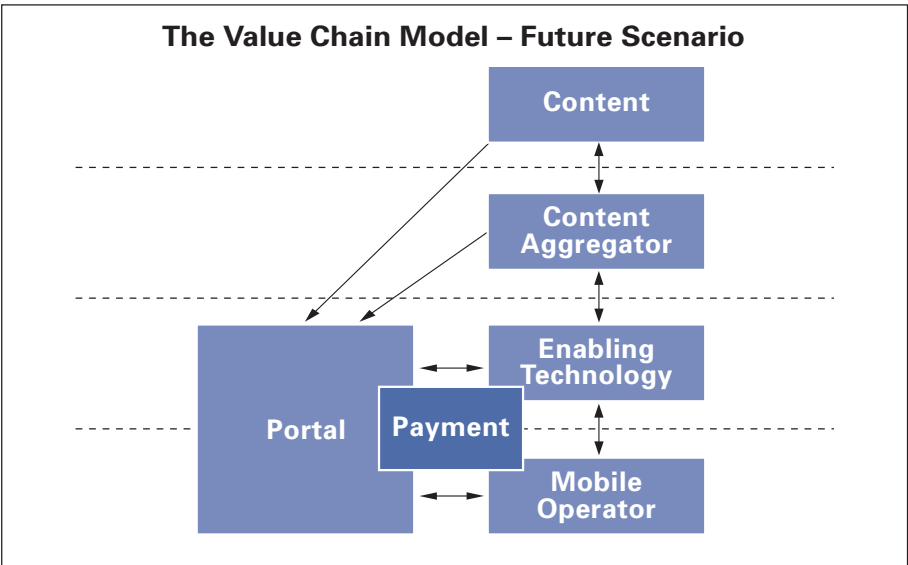 The Value Chain Model – Future Scenario
Content
Content
Aggregator
Enabling
Technology
Portal
Payment
Mobile
Operator